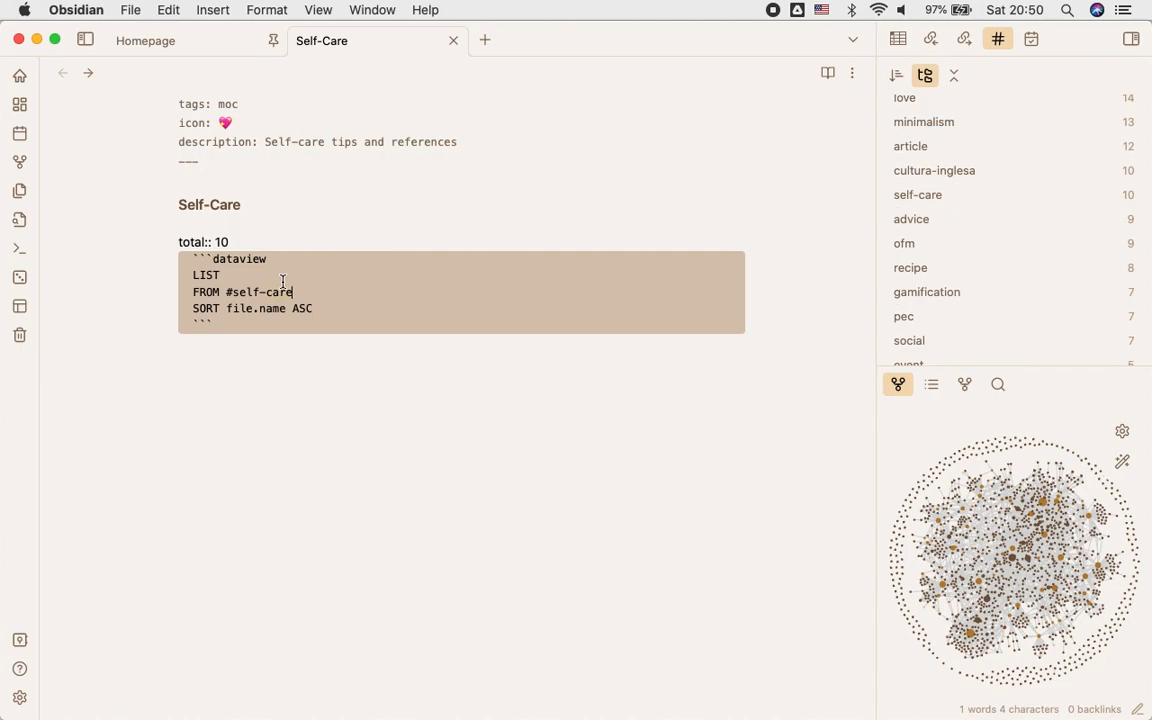 Obsidian File Edit Insert Format View Window Help 97% Sat 20:50
Homepage
Self-Care
tags: moc
icon: 💖
description: Self-care tips and references
---
Self-Care
total:: 10
```dataview
LIST
FROM #self-care
SORT file.name ASC
```
love 14
minimalism 13
article 12
cultura-inglesa 10
self-care 10
advice 9
ofm 9
recipe 8
gamification 7
pec 7
social 7
event 5
1 words 4 characters 0 backlinks